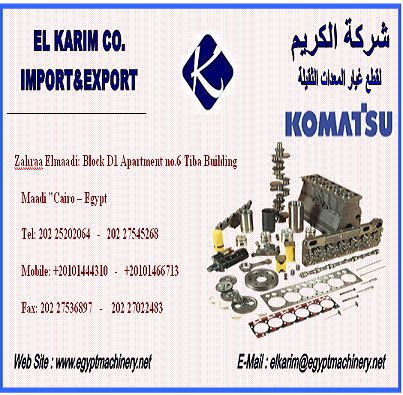 EL KARIM CO.
IMPORT&EXPORT
K
شركة الكريم
لقطع غيار المعدات الثقيلة
KOMATSU
Zahraa Elmaadi: Block D1 Apartment no.6 Tiba Building
Maadi "Cairo – Egypt
Tel: 202 25202064 - 202 27545268
Mobile: +20101444310 - +20101466713
Fax: 202 27536897 - 202 27022483
Web Site : www.egyptmachinery.net
E-Mail : elkarim@egyptmachinery.net